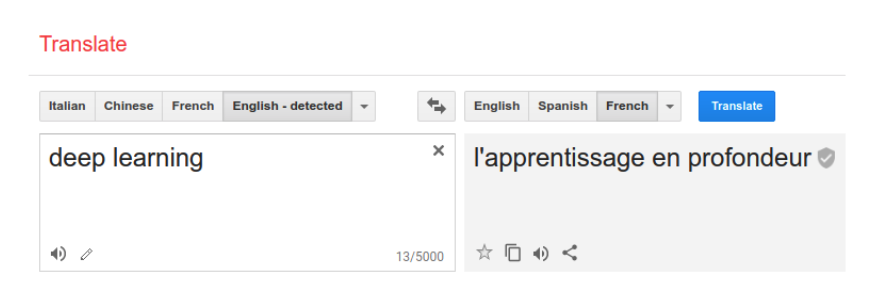 Translate
Italian Chinese French English - detected English Spanish French Translate
deep learning l'apprentissage en profondeur
13/5000